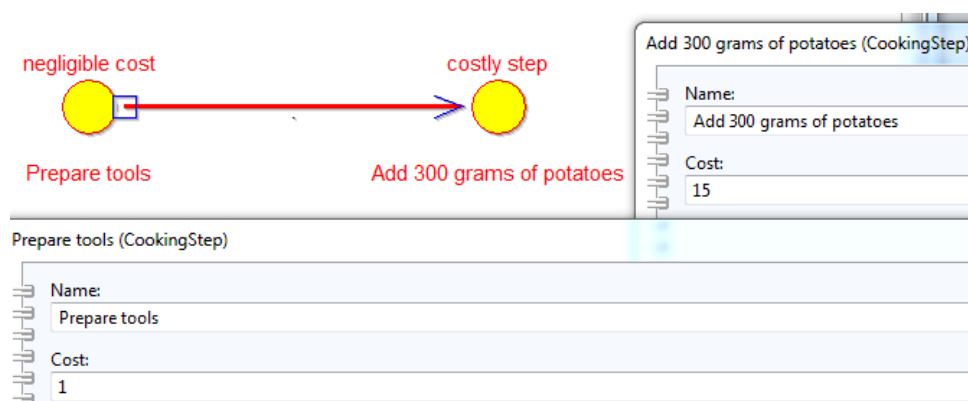 negligible cost
costly step
Prepare tools
Add 300 grams of potatoes
Add 300 grams of potatoes (CookingStep)
Name:
Add 300 grams of potatoes
Cost:
15
Prepare tools (CookingStep)
Name:
Prepare tools
Cost:
1